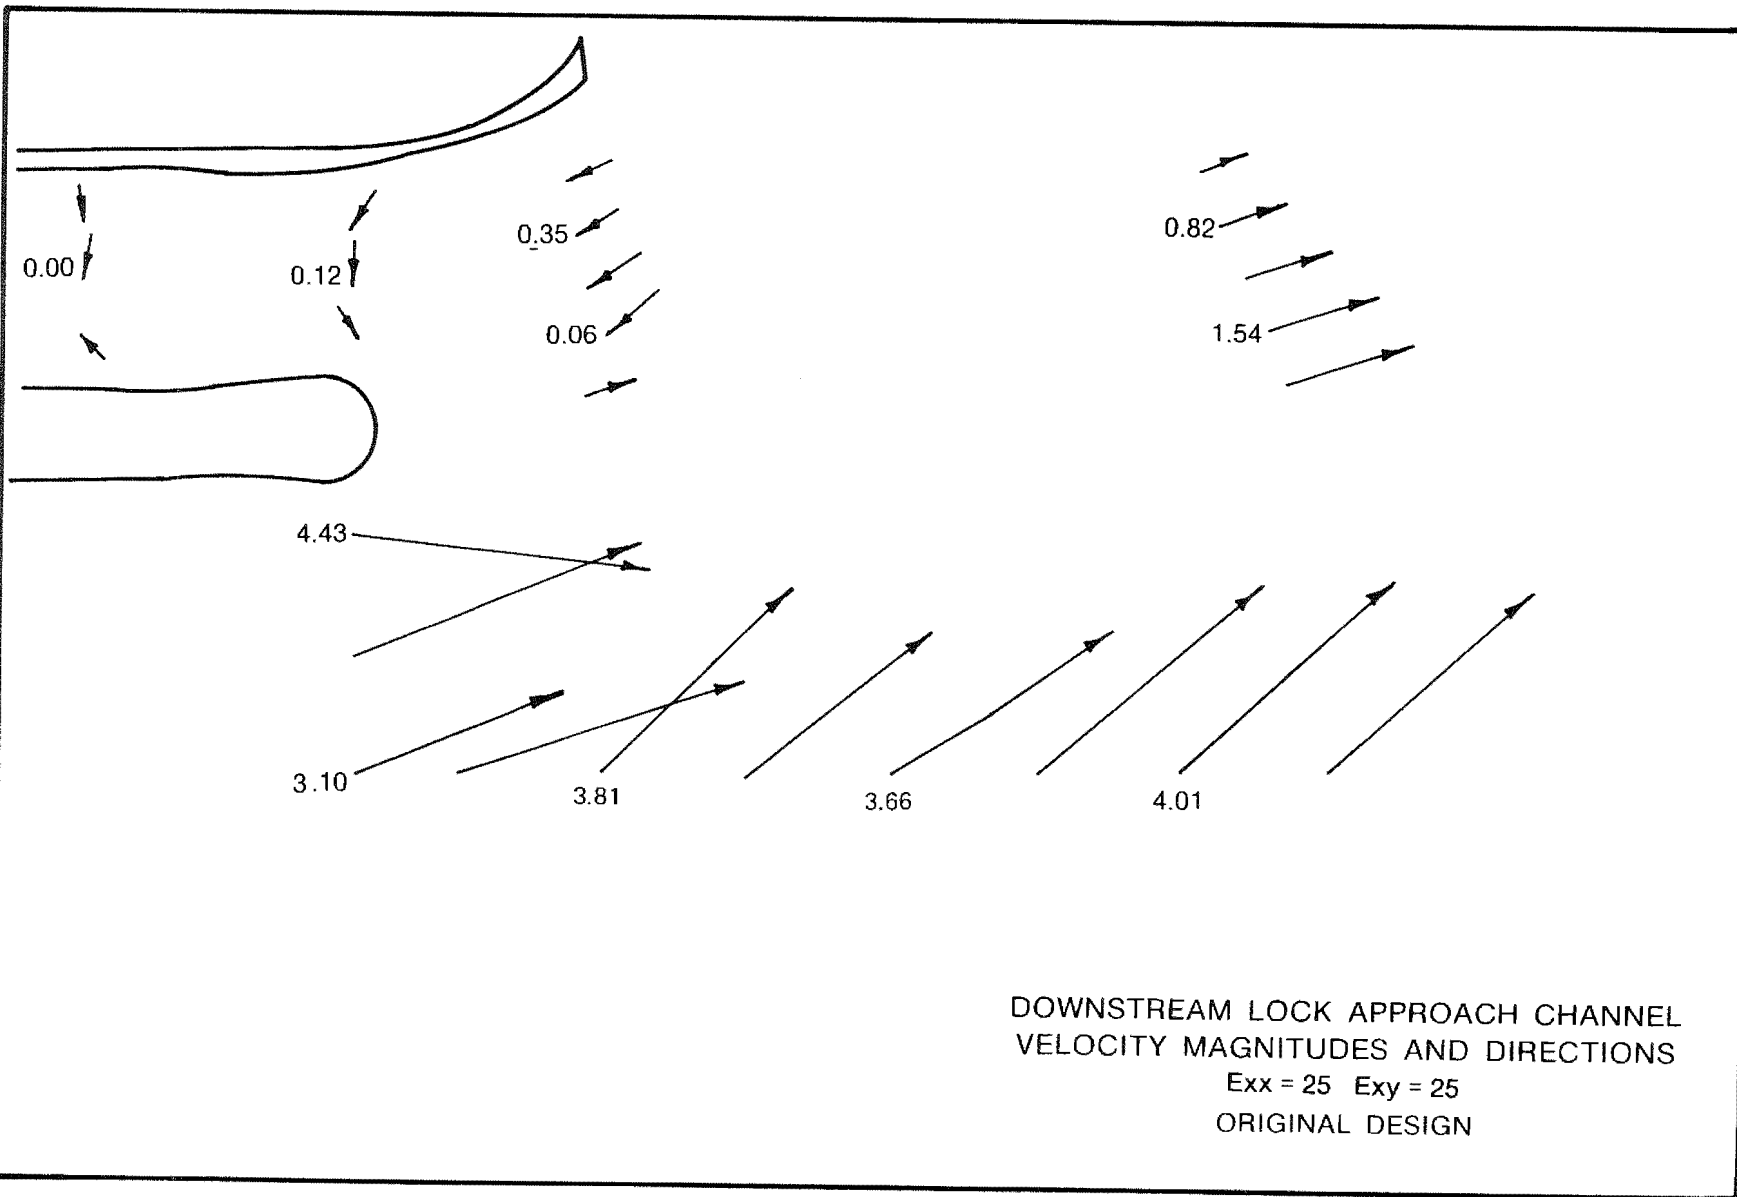 0.82
0.35
0.00
0.12
0.06
1.54
4.43
3.10
3.81
3.66
4.01
DOWNSTREAM LOCK APPROACH CHANNEL
VELOCITY MAGNITUDES AND DIRECTIONS
Exx = 25 Exy = 25
ORIGINAL DESIGN